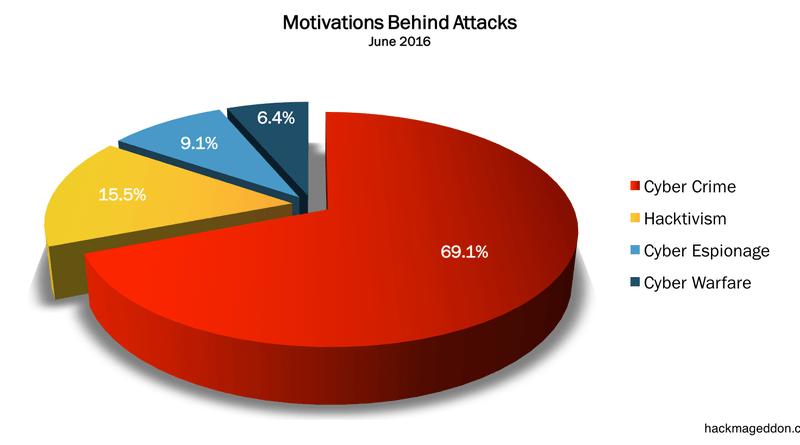 Motivations Behind Attacks
June 2016
6.4%
9.1%
15.5%
69.1%
Cyber Crime
Hacktivism
Cyber Espionage
Cyber Warfare
hackmageddon.c